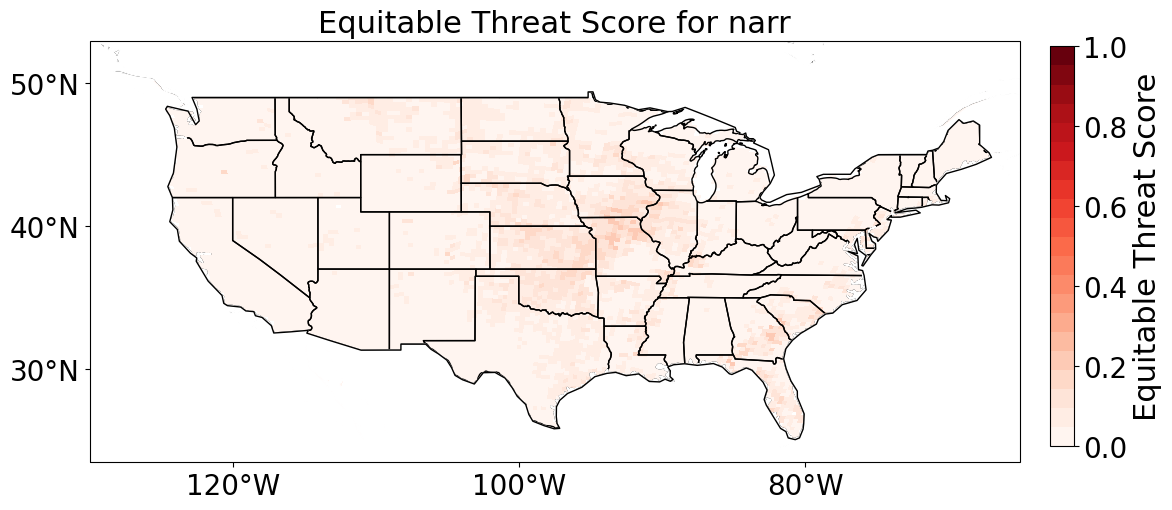 Equitable Threat Score for narr
50°N
40°N
30°N
120°W
100°W
80°W
1.0
0.8
0.6
0.4
0.2
0.0
Equitable Threat Score